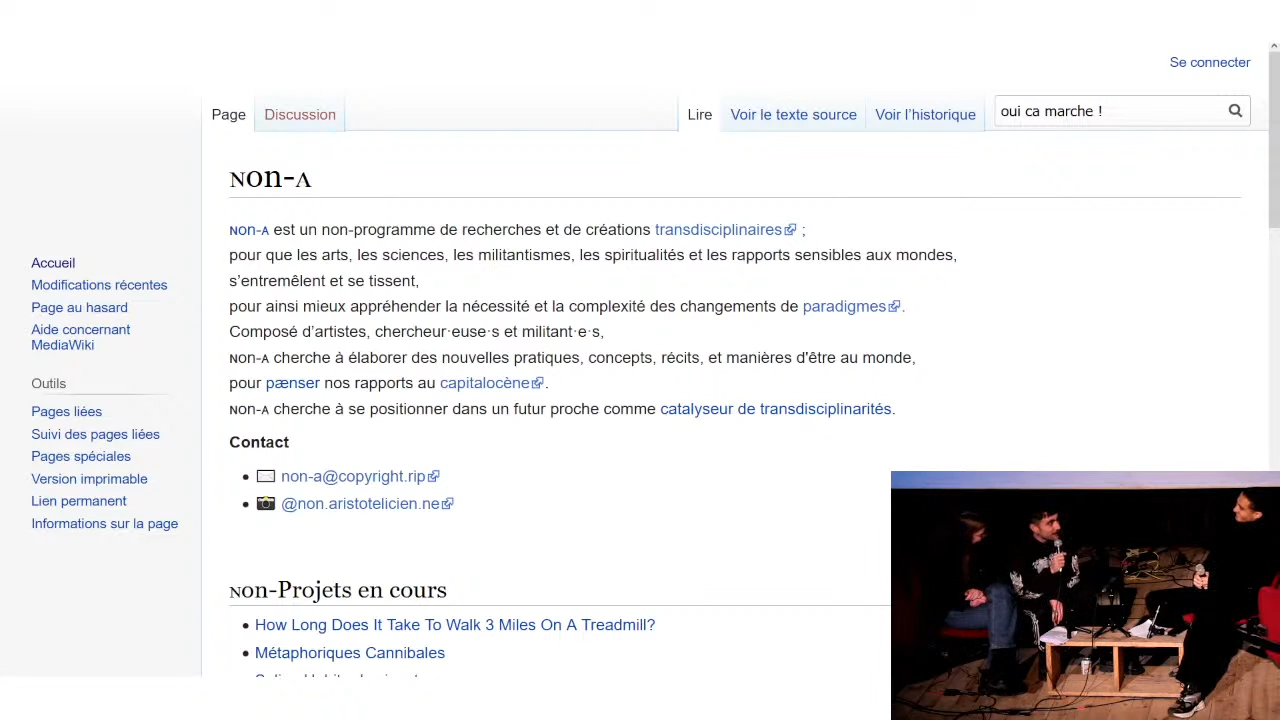 Se connecter
Page
Discussion
Lire
Voir le texte source
Voir l’historique
oui ca marche !
non-A
Accueil
Modifications récentes
Page au hasard
Aide concernant
MediaWiki
Outils
Pages liées
Suivi des pages liées
Pages spéciales
Version imprimable
Lien permanent
Informations sur la page
non-A est un non-programme de recherches et de créations transdisciplinaires ;
pour que les arts, les sciences, les militantismes, les spiritualités et les rapports sensibles aux mondes,
s’entremêlent et se tissent,
pour ainsi mieux appréhender la nécessité et la complexité des changements de paradigmes.
Composé d’artistes, chercheur·euse·s et militant·e·s,
non-A cherche à élaborer des nouvelles pratiques, concepts, récits, et manières d'être au monde,
pour pænser nos rapports au capitalocène.
non-A cherche à se positionner dans un futur proche comme catalyseur de transdisciplinarités.
Contact
non-a@copyright.rip
@non.aristotelicien.ne
non-Projets en cours
How Long Does It Take To Walk 3 Miles On A Treadmill?
Métaphoriques Cannibales